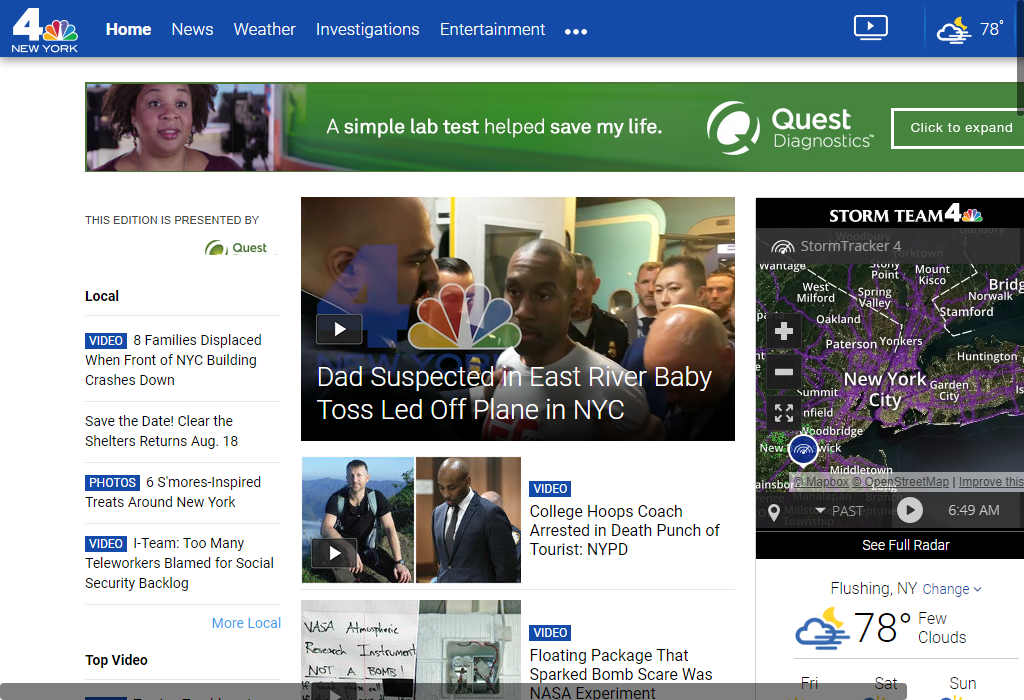 4
NEW YORK
Home News Weather Investigations Entertainment
78°
A simple lab test helped save my life.
Quest
Diagnostics™
Click to expand
THIS EDITION IS PRESENTED BY
Quest
Local
VIDEO 8 Families Displaced
When Front of NYC Building
Crashes Down
Save the Date! Clear the
Shelters Returns Aug. 18
PHOTOS 6 S'mores-Inspired
Treats Around New York
VIDEO I-Team: Too Many
Teleworkers Blamed for Social
Security Backlog
More Local
Top Video
4
NEW YORK
Dad Suspected in East River Baby
Toss Led Off Plane in NYC
VIDEO
College Hoops Coach
Arrested in Death Punch of
Tourist: NYPD
NASA Atmospheric
Research Instrument
NOT A BOMB!
VIDEO
Floating Package That
Sparked Bomb Scare Was
NASA Experiment
STORM TEAM 4
StormTracker 4
Woodbury
Danbury
Yorktown
Wantage
Stony
Point
Mount
Kisco
West
Milford
Spring
Valley
Norwalk
Stamford
Oakland
Paterson
Yonkers
Huntington
New York
City
Garden
City
Summit
Woodbridge
Middletown
© Mapbox © OpenStreetMap | Improve this
Manalapan
Branch
Township
PAST
6:49 AM
See Full Radar
Flushing, NY Change
78° Few
Clouds
Fri Sat Sun